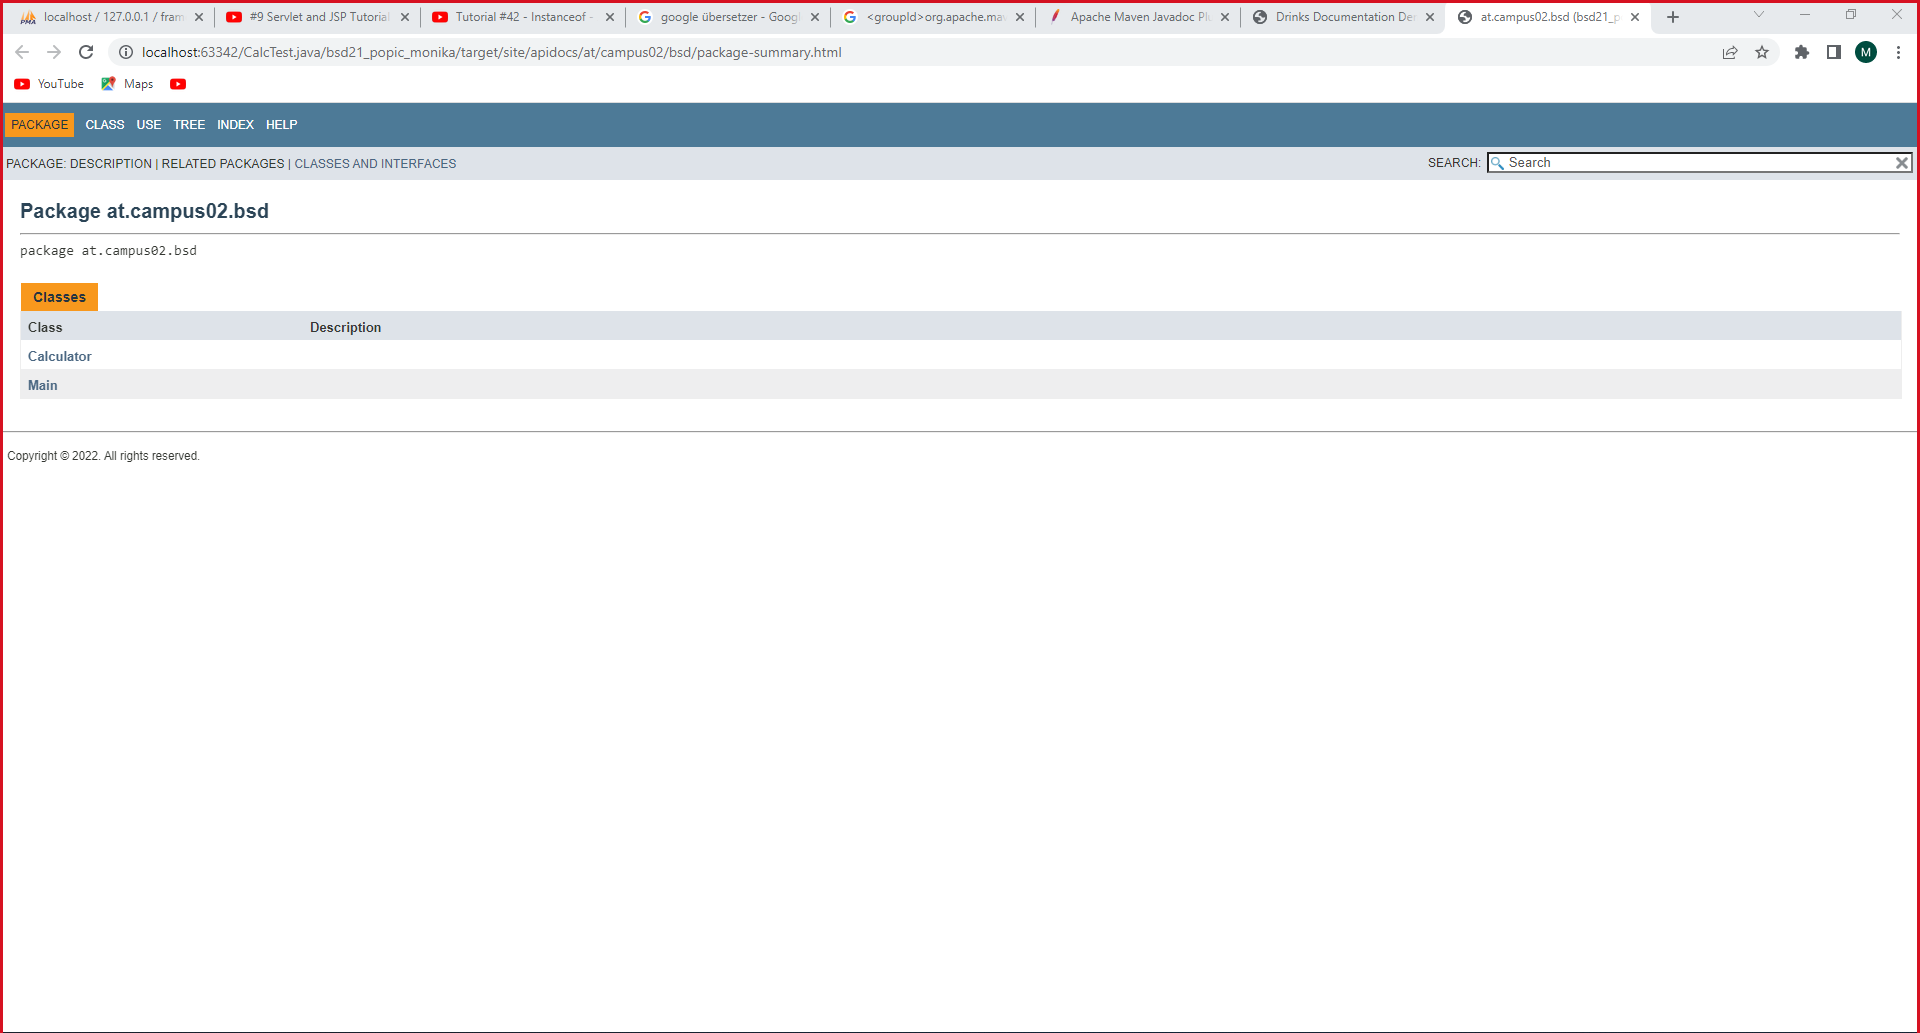 PMA localhost / 127.0.0.1 / fram #9 Servlet and JSP Tutorial Tutorial #42 - Instanceof - google übersetzer - Googl <groupId>org.apache.mav Apache Maven Javadoc Plu Drinks Documentation Der at.campus02.bsd (bsd21_p
localhost:63342/CalcTest.java/bsd21_popic_monika/target/site/apidocs/at/campus02/bsd/package-summary.html M
YouTube Maps
PACKAGE CLASS USE TREE INDEX HELP
PACKAGE: DESCRIPTION | RELATED PACKAGES | CLASSES AND INTERFACES SEARCH: Search
Package at.campus02.bsd
package at.campus02.bsd
Classes
Class Description
Calculator
Main
Copyright © 2022. All rights reserved.